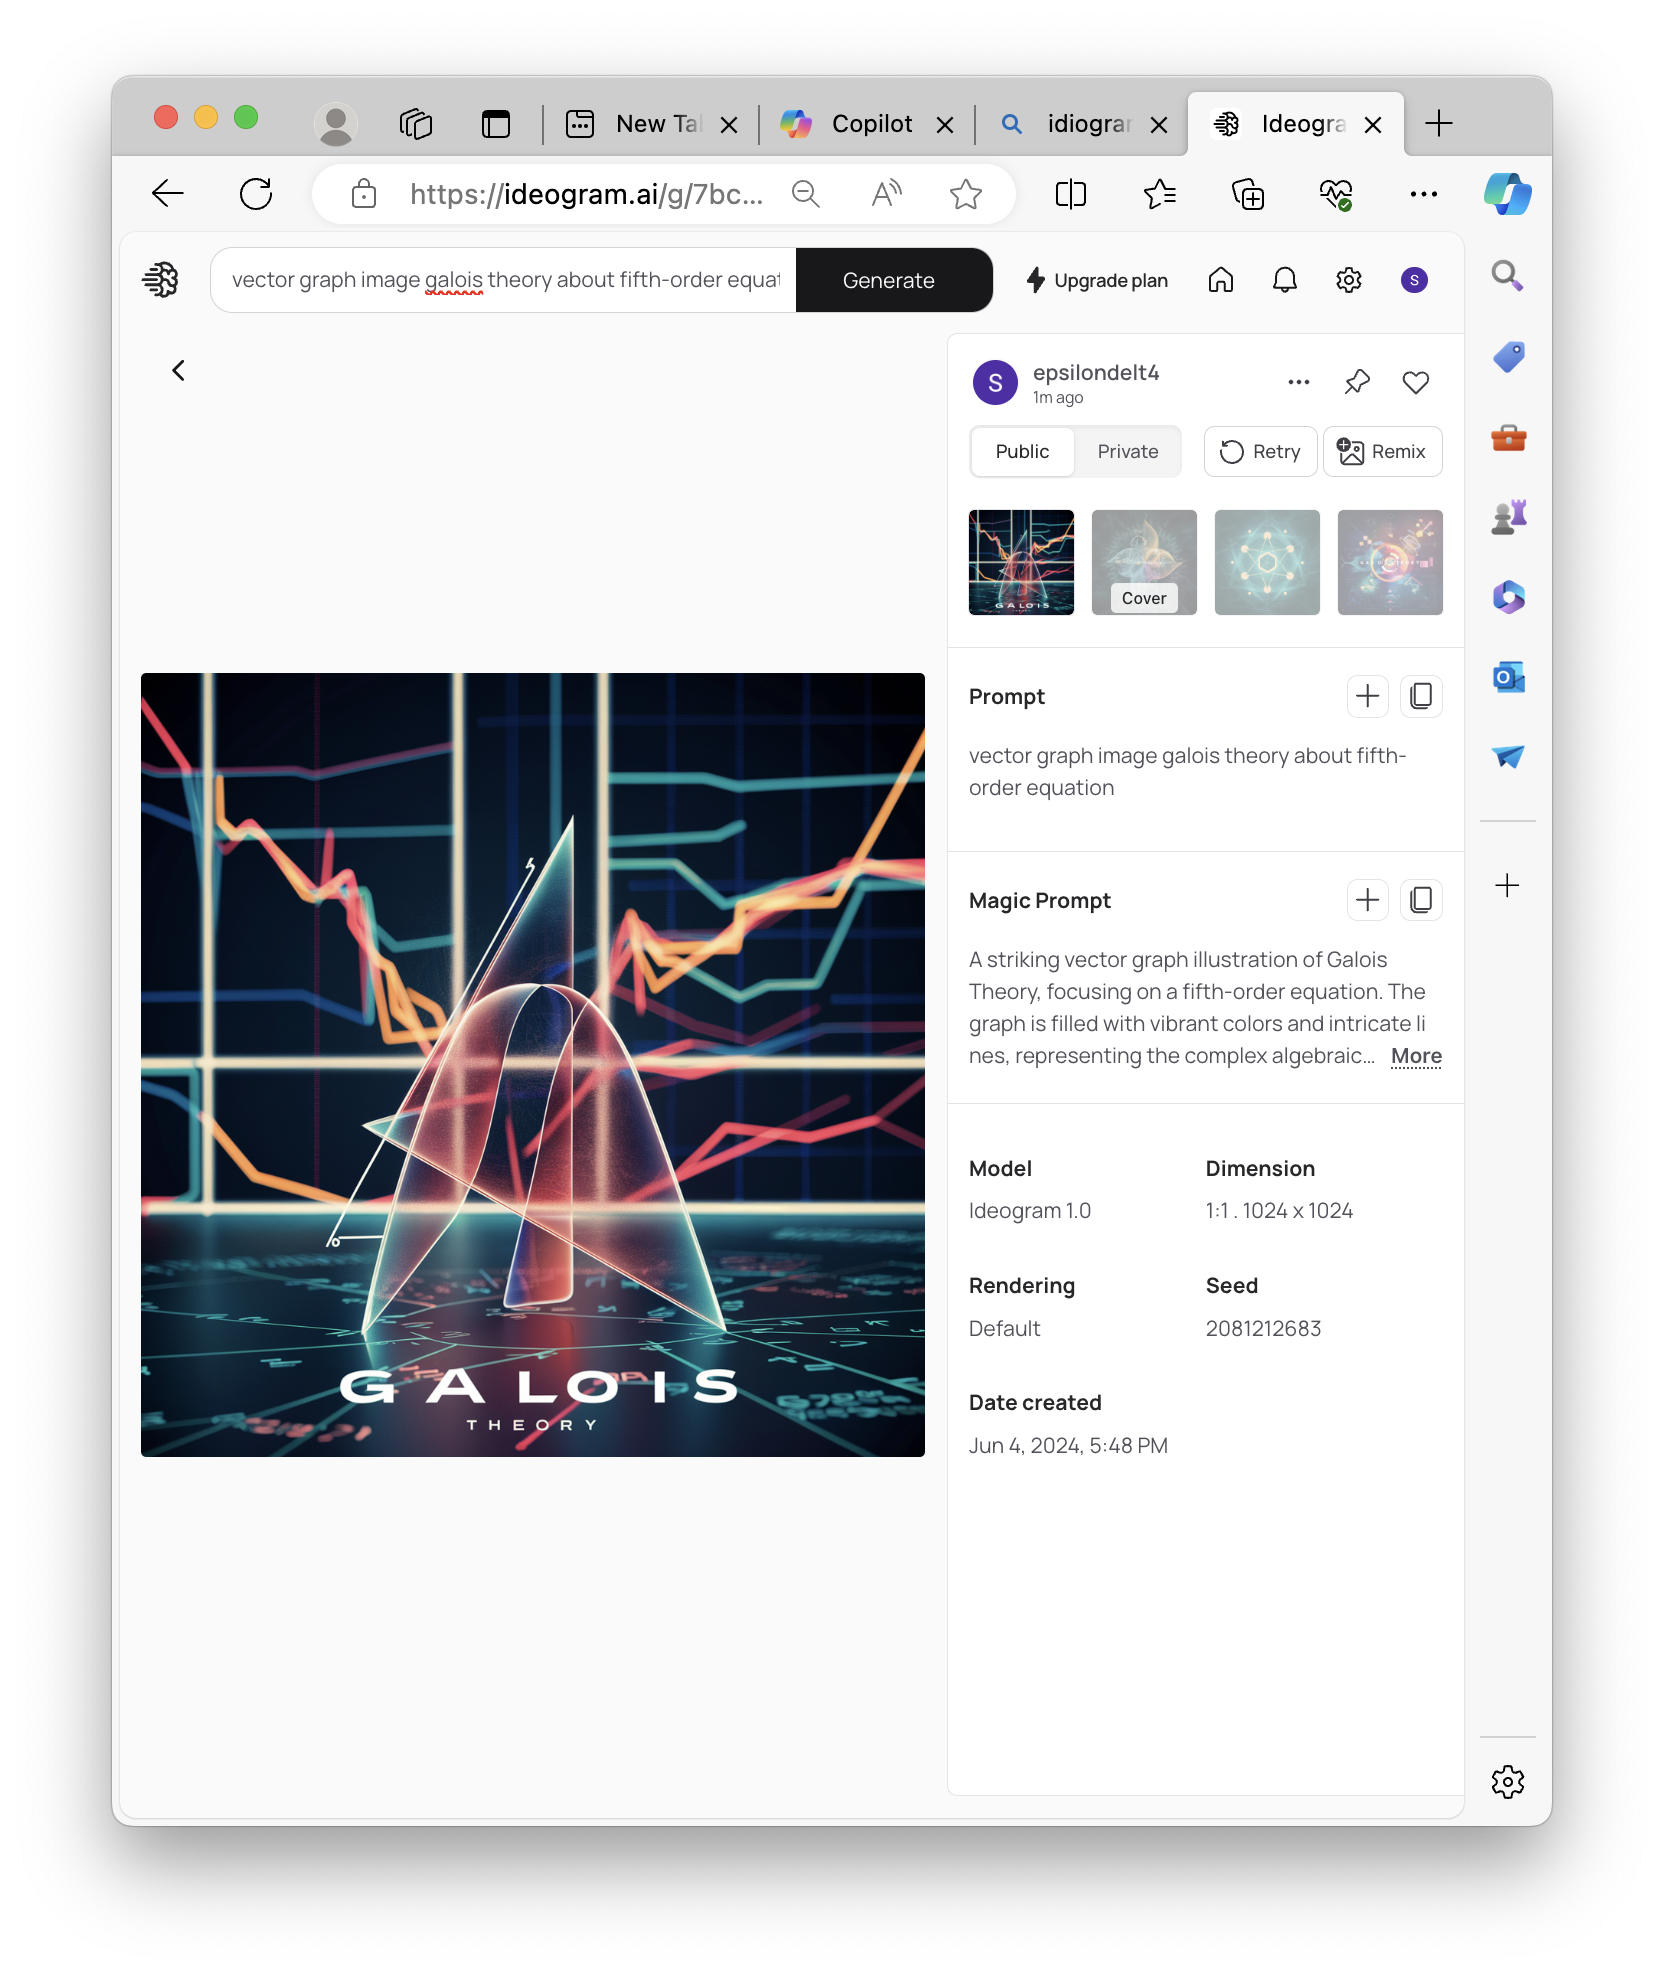 New Ta
Copilot
idiogra
Ideogra
https://ideogram.ai/g/7bc...
vector graph image galois theory about fifth-order equat
Generate
Upgrade plan
S
S
epsilondelt4
1m ago
Public
Private
Retry
Remix
GALOIS
Cover
Prompt
vector graph image galois theory about fifth-
order equation
Magic Prompt
A striking vector graph illustration of Galois
Theory, focusing on a fifth-order equation. The
graph is filled with vibrant colors and intricate li
nes, representing the complex algebraic... More
Model
Dimension
Ideogram 1.0
1:1 . 1024 x 1024
Rendering
Seed
Default
2081212683
Date created
Jun 4, 2024, 5:48 PM
GALOIS
THEORY